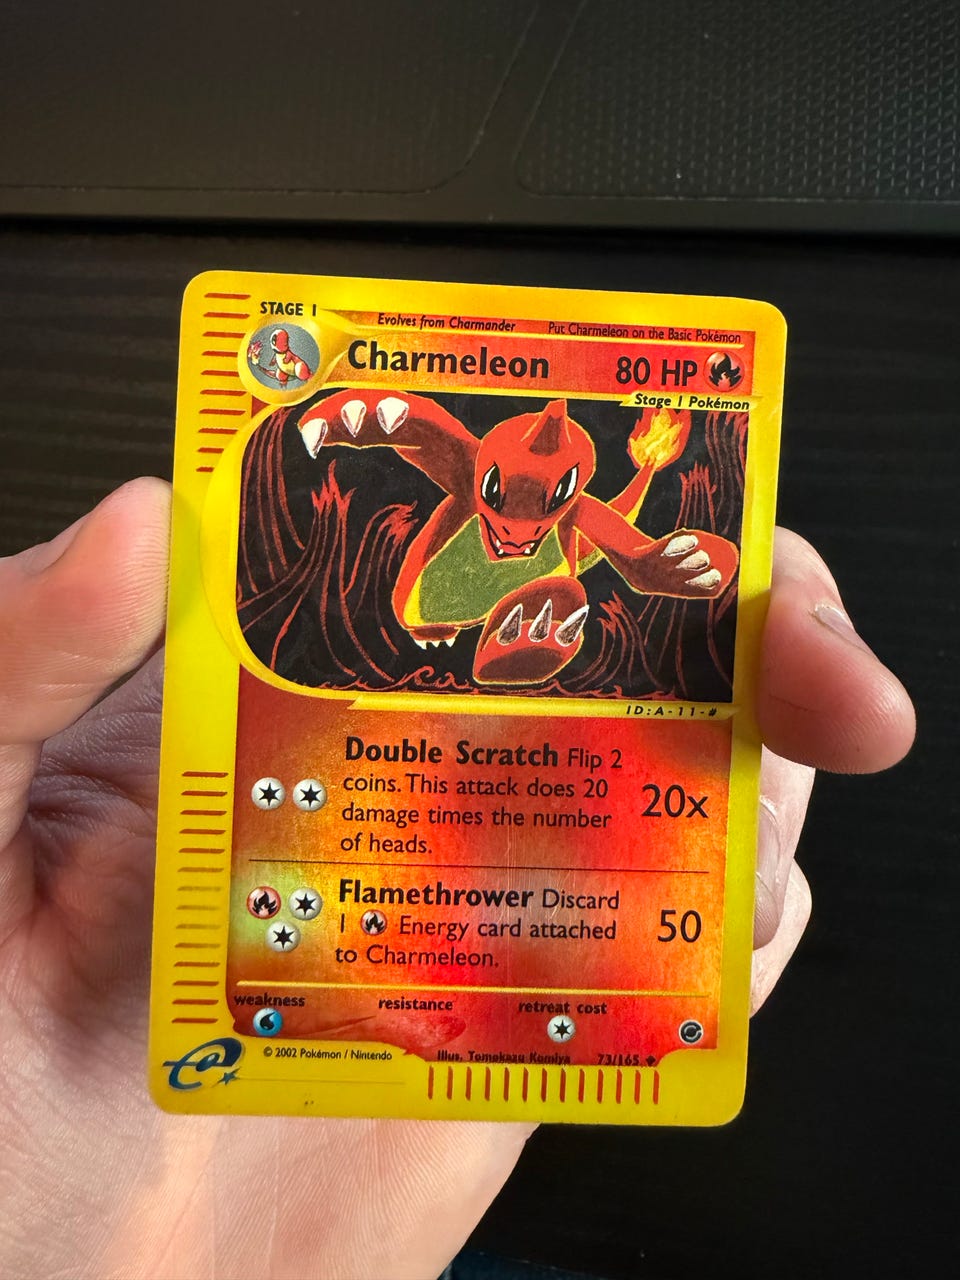 STAGE 1
Evolves from Charmander Put Charmeleon on the Basic Pokémon
Charmeleon 80 HP
Stage 1 Pokémon
ID:A-11-#
Double Scratch Flip 2
coins. This attack does 20
damage times the number
of heads.
20x
Flamethrower Discard
1 Energy card attached
to Charmeleon.
50
weakness resistance retreat cost
© 2002 Pokémon / Nintendo
Illus. Tomokazu Komiya 73/165
e